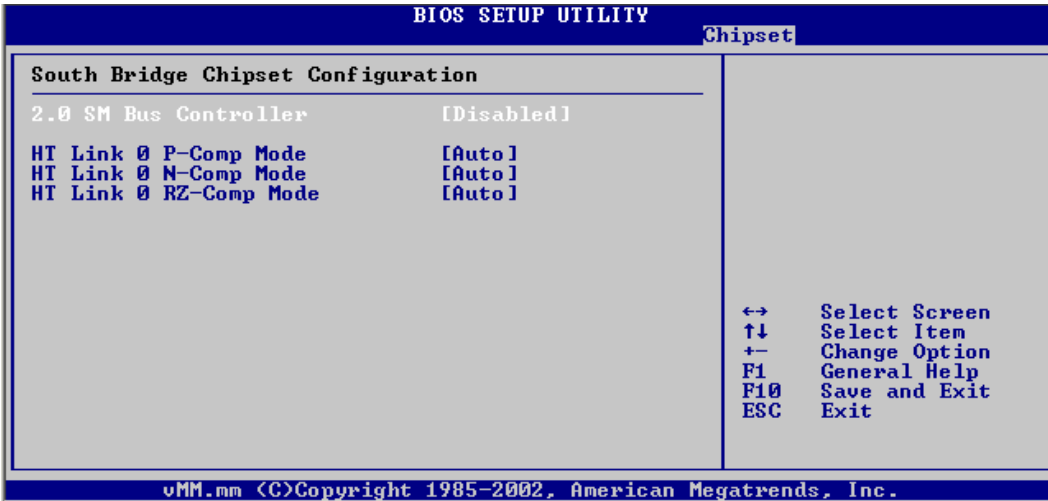 BIOS SETUP UTILITY
Chipset
South Bridge Chipset Configuration
2.0 SM Bus Controller [Disabled]
HT Link 0 P-Comp Mode [Auto]
HT Link 0 N-Comp Mode [Auto]
HT Link 0 RZ-Comp Mode [Auto]
↔ Select Screen
↑↓ Select Item
+- Change Option
F1 General Help
F10 Save and Exit
ESC Exit
vMM.mm (C)Copyright 1985-2002, American Megatrends, Inc.